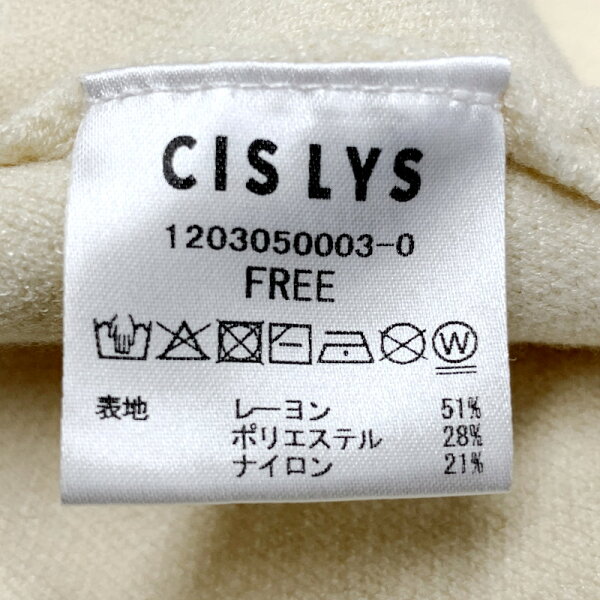 CIS LYS
1203050003-0
FREE
W
表地 レーヨン 51%
ポリエステル 28%
ナイロン 21%